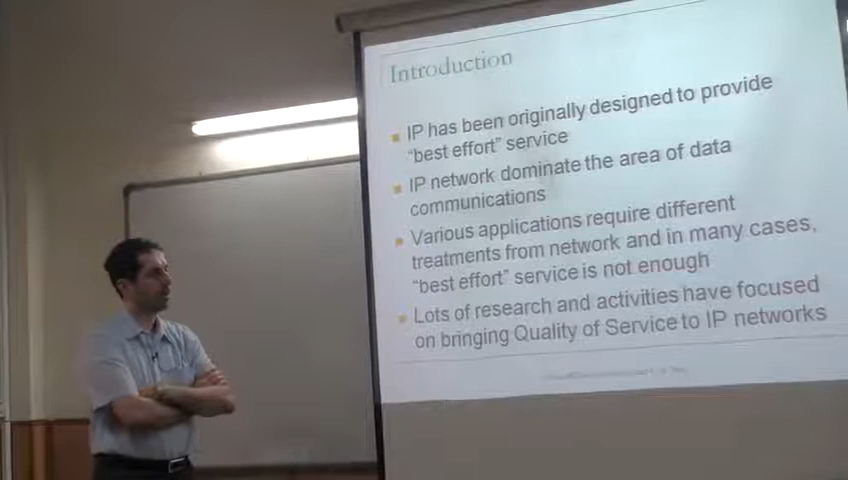 Introduction
IP has been originally designed to provide
"best effort" service
IP network dominate the area of data
communications
Various applications require different
treatments from network and in many cases,
"best effort" service is not enough
Lots of research and activities have focused
on bringing Quality of Service to IP networks